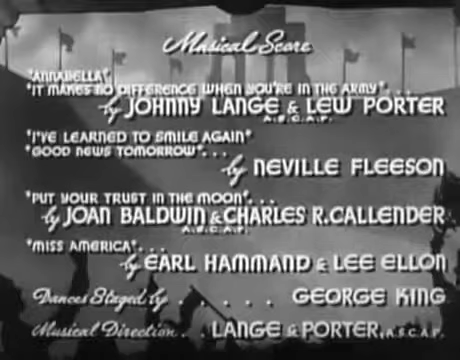 Musical Score
"ANNABELLA"
"IT MAKES NO DIFFERENCE WHEN YOU'RE IN THE ARMY"...
by JOHNNY LANGE & LEW PORTER
A.S.C.A.P.
"I'VE LEARNED TO SMILE AGAIN"
"GOOD NEWS TOMORROW"...
by NEVILLE FLEESON
"PUT YOUR TRUST IN THE MOON"...
by JOAN BALDWIN & CHARLES R. CALLENDER
A.S.C.A.P.
"MISS AMERICA"...
by EARL HAMMAND & LEE ELLON
Dances Staged by . . . . . GEORGE KING
Musical Direction . . LANGE & PORTER, A.S.C.A.P.